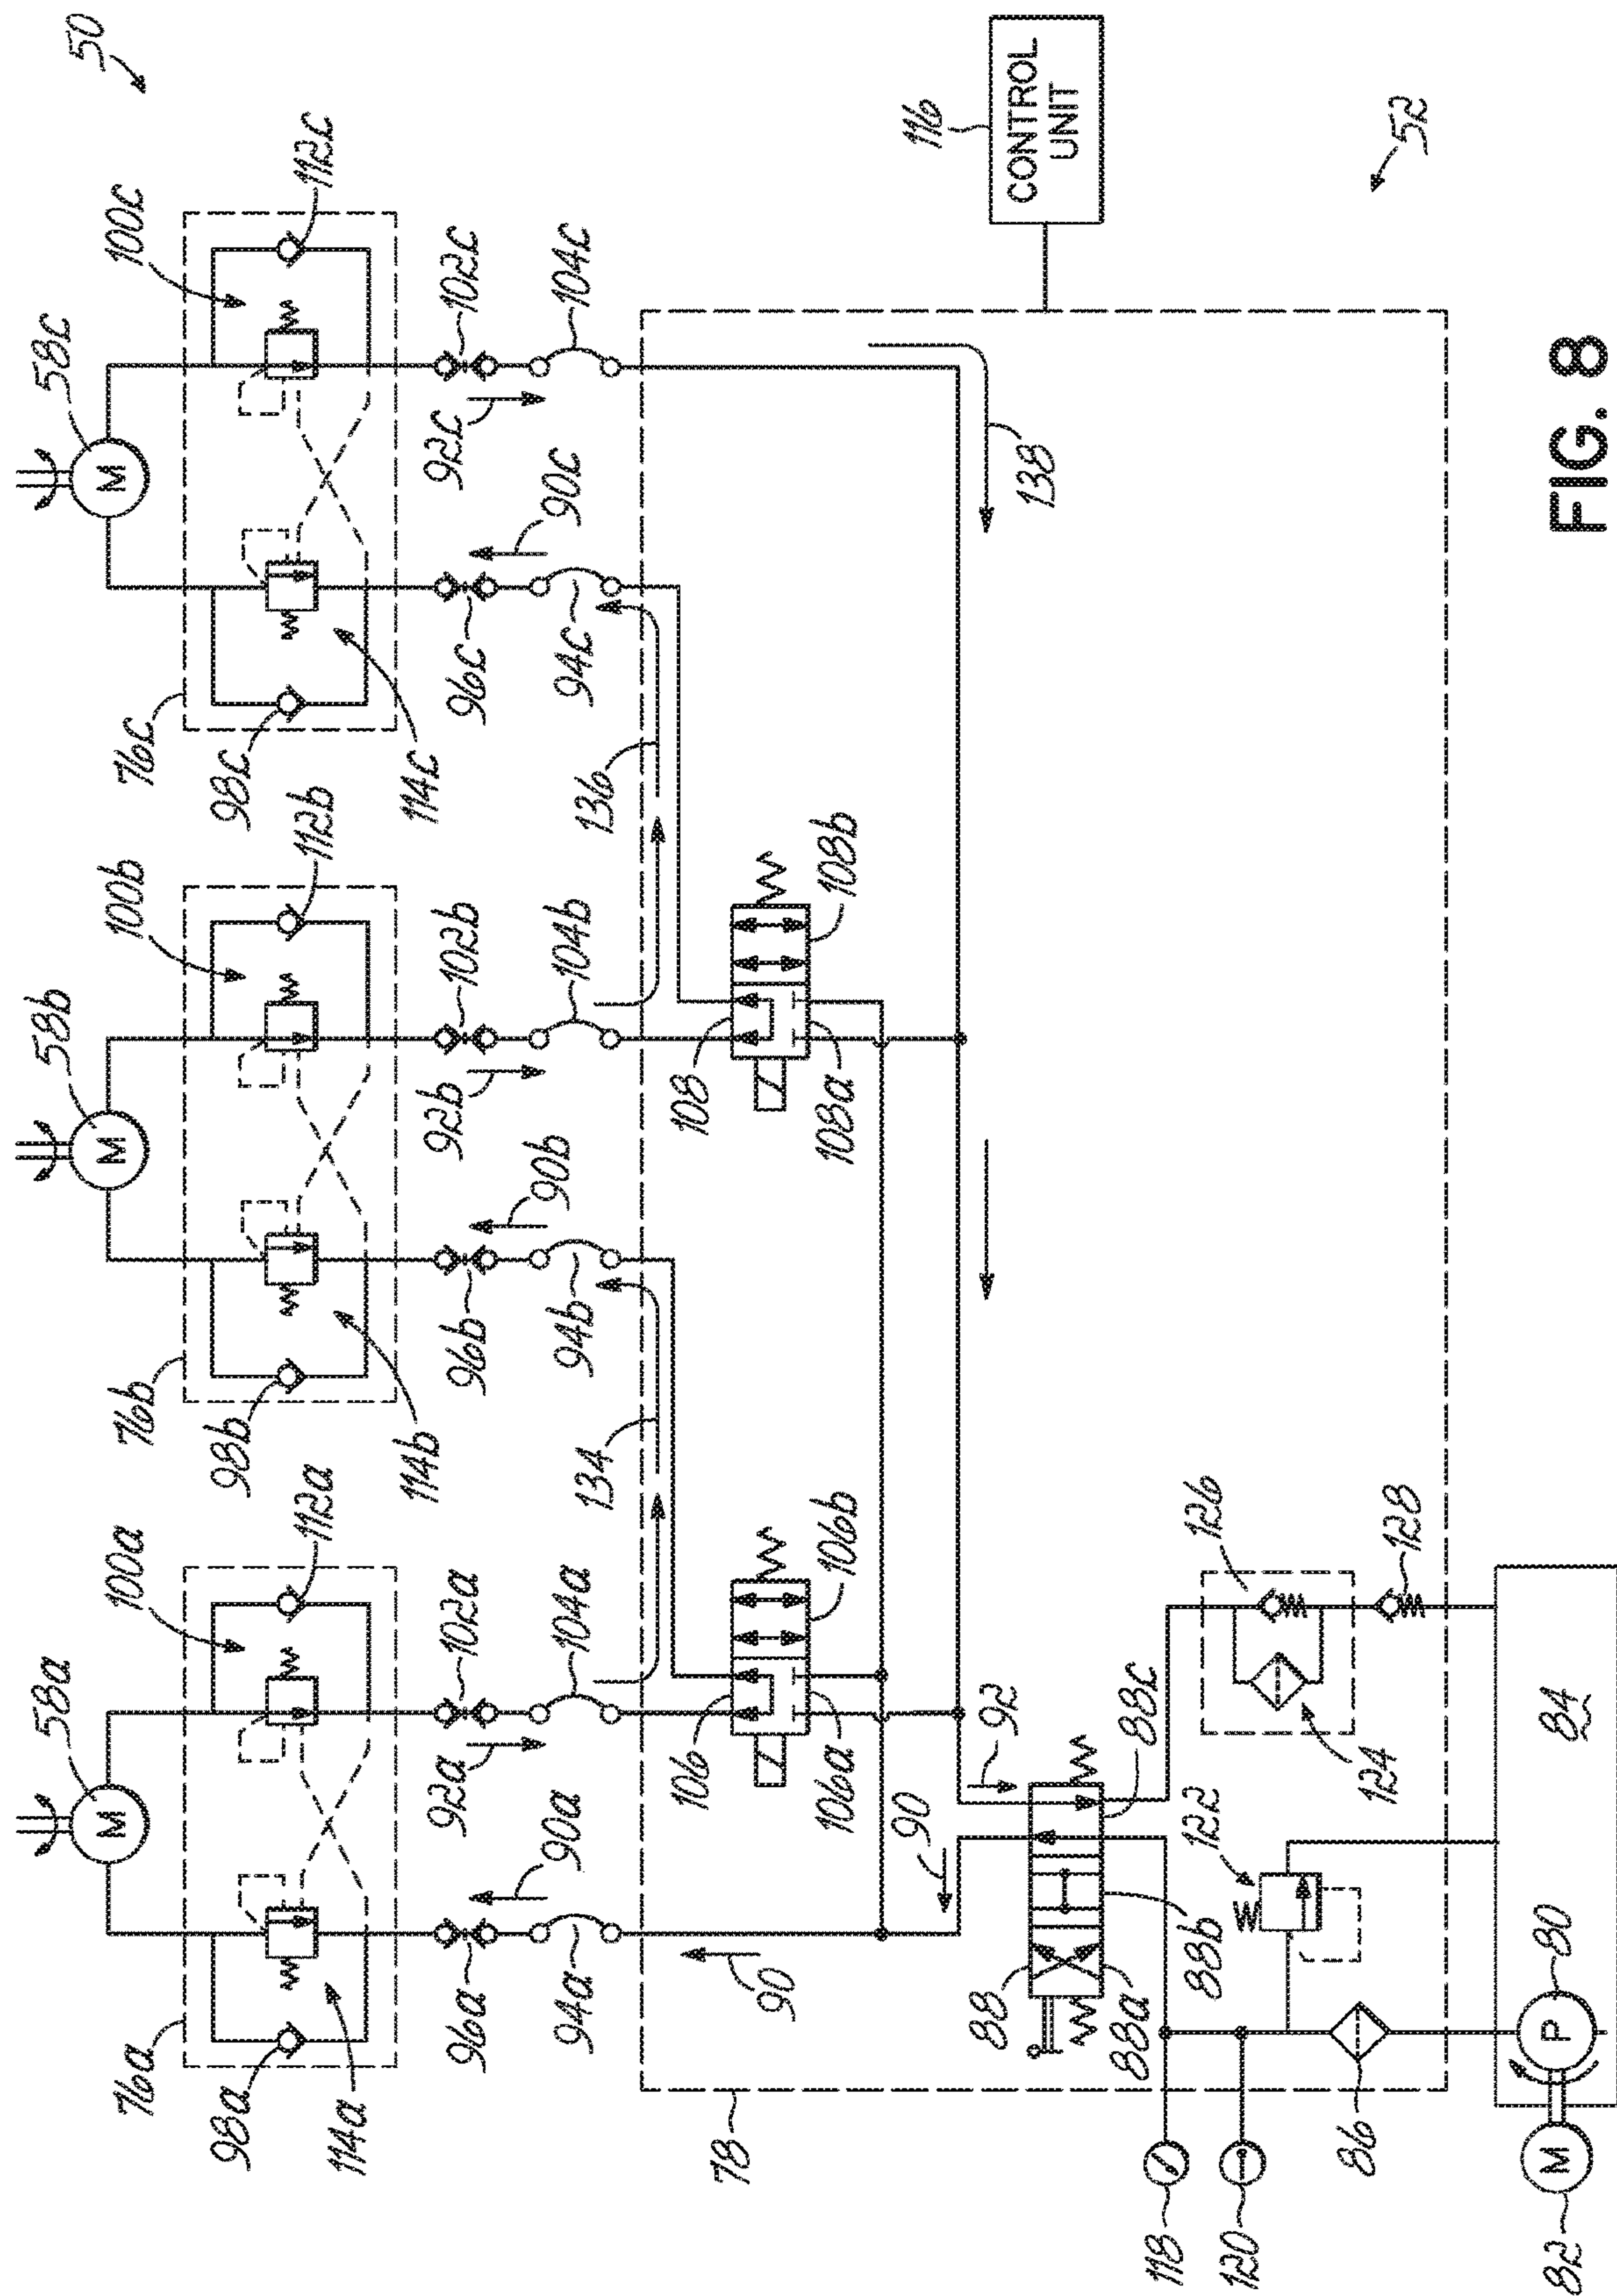 50
58a
58b
58c
M
M
M
76a
100a
76b
100b
76c
100c
98a
112a
98b
112b
98c
112c
114a
114b
114c
96a
92a
102a
96b
92b
102b
96c
92c
102c
90a
90b
90c
94a
104a
94b
104b
94c
104c
134
136
78
90
106
106a
106b
108
108a
108b
138
116
CONTROL
UNIT
52
90
92
88
88a
88b
88c
118
120
122
124
126
128
86
82
M
P
80
84
FIG. 8